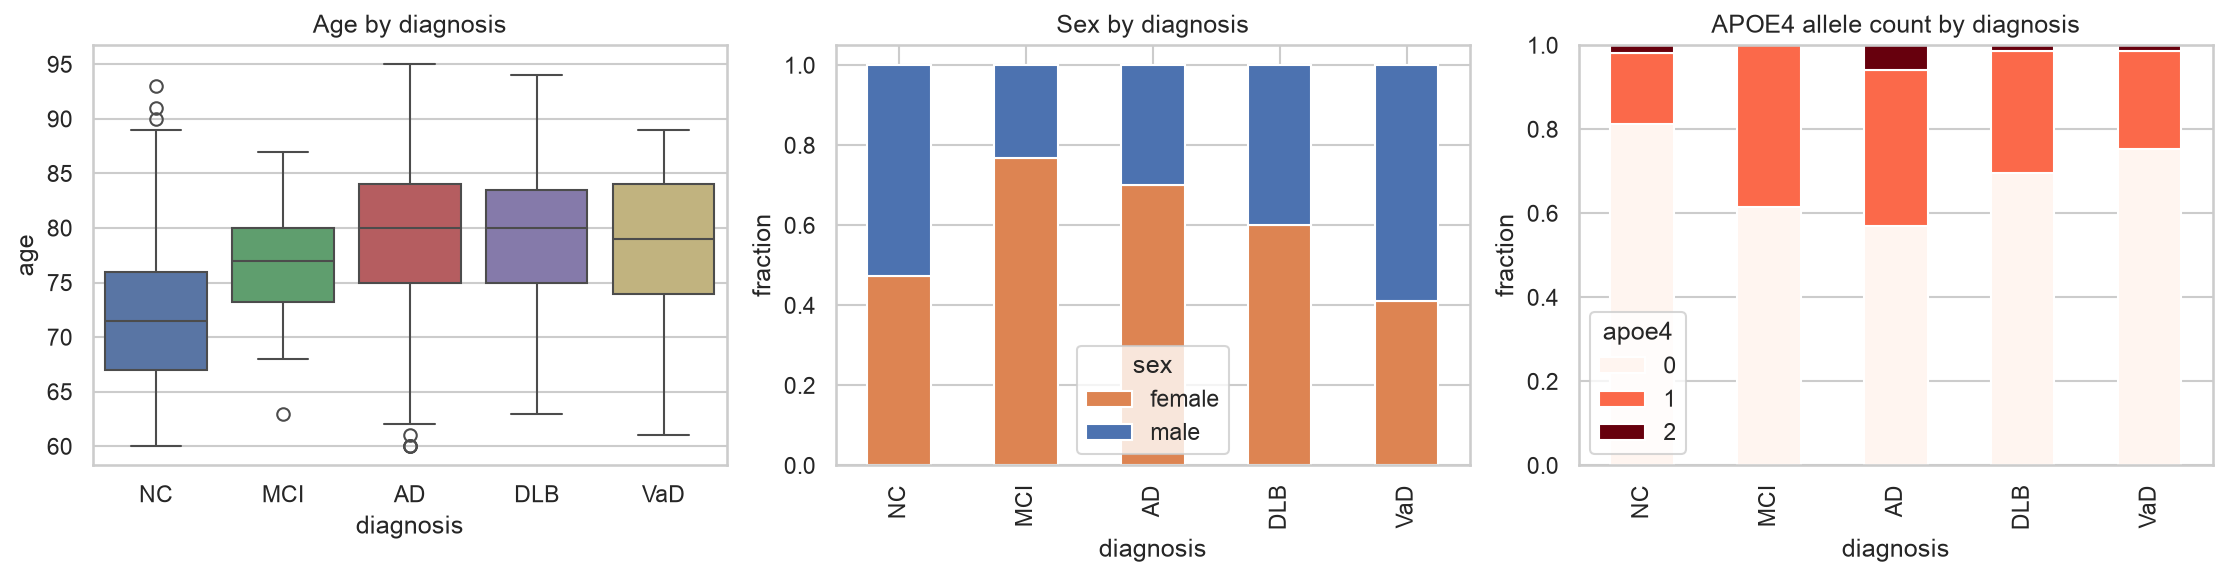 Age by diagnosis
age
95
90
85
80
75
70
65
60
NC
MCI
AD
DLB
VaD
diagnosis
Sex by diagnosis
fraction
1.0
0.8
0.6
0.4
0.2
0.0
sex
female
male
NC
MCI
AD
DLB
VaD
diagnosis
APOE4 allele count by diagnosis
fraction
1.0
0.8
0.6
0.4
0.2
0.0
apoe4
0
1
2
NC
MCI
AD
DLB
VaD
diagnosis